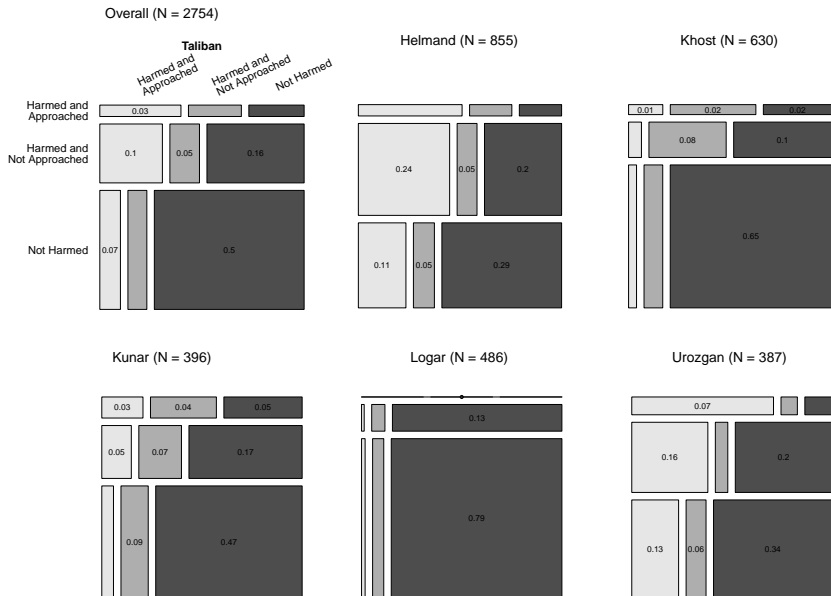 Overall (N = 2754)
Taliban
Harmed and
Approached
Harmed and
Not Approached
Not Harmed
Harmed and
Approached
0.03
Harmed and
Not Approached
0.1
0.05
0.16
Not Harmed
0.07
0.5
Helmand (N = 855)
0.24
0.05
0.2
0.11
0.05
0.29
Khost (N = 630)
0.01
0.02
0.02
0.08
0.1
0.65
Kunar (N = 396)
0.03
0.04
0.05
0.05
0.07
0.17
0.09
0.47
Logar (N = 486)
0.13
0.79
Urozgan (N = 387)
0.07
0.16
0.2
0.13
0.06
0.34